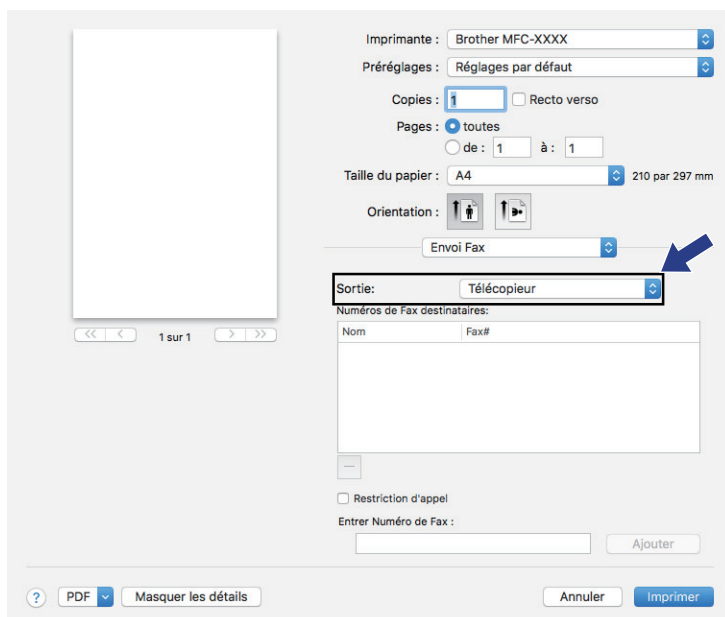 Imprimante : Brother MFC-XXXX
Préréglages : Réglages par défaut
Copies : 1 Recto verso
Pages : toutes
de : 1 à : 1
Taille du papier : A4 210 par 297 mm
Orientation :
Envoi Fax
Sortie: Télécopieur
Numéros de Fax destinataires:
Nom Fax#
<< < 1 sur 1 > >>
Restriction d'appel
Entrer Numéro de Fax :
Ajouter
? PDF Masquer les détails Annuler Imprimer